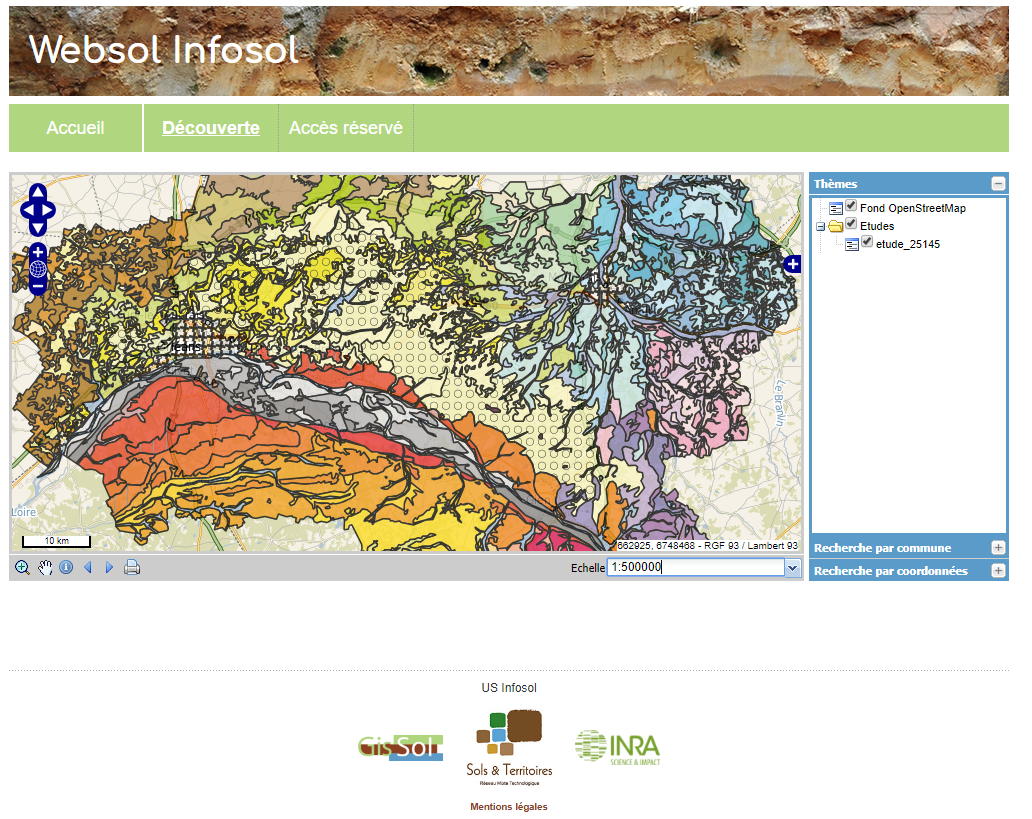 Websol Infosol
Accueil
Découverte
Accès réservé
Thèmes
Fond OpenStreetMap
Etudes
etude_25145
Le Branlin
Loire
10 km
662925, 6748468 - RGF 93 / Lambert 93
Recherche par commune
Recherche par coordonnées
Echelle
1:500000
US Infosol
GisSol
Sols & Territoires
Réseau Mixte Technologique
INRA
SCIENCE & IMPACT
Mentions légales